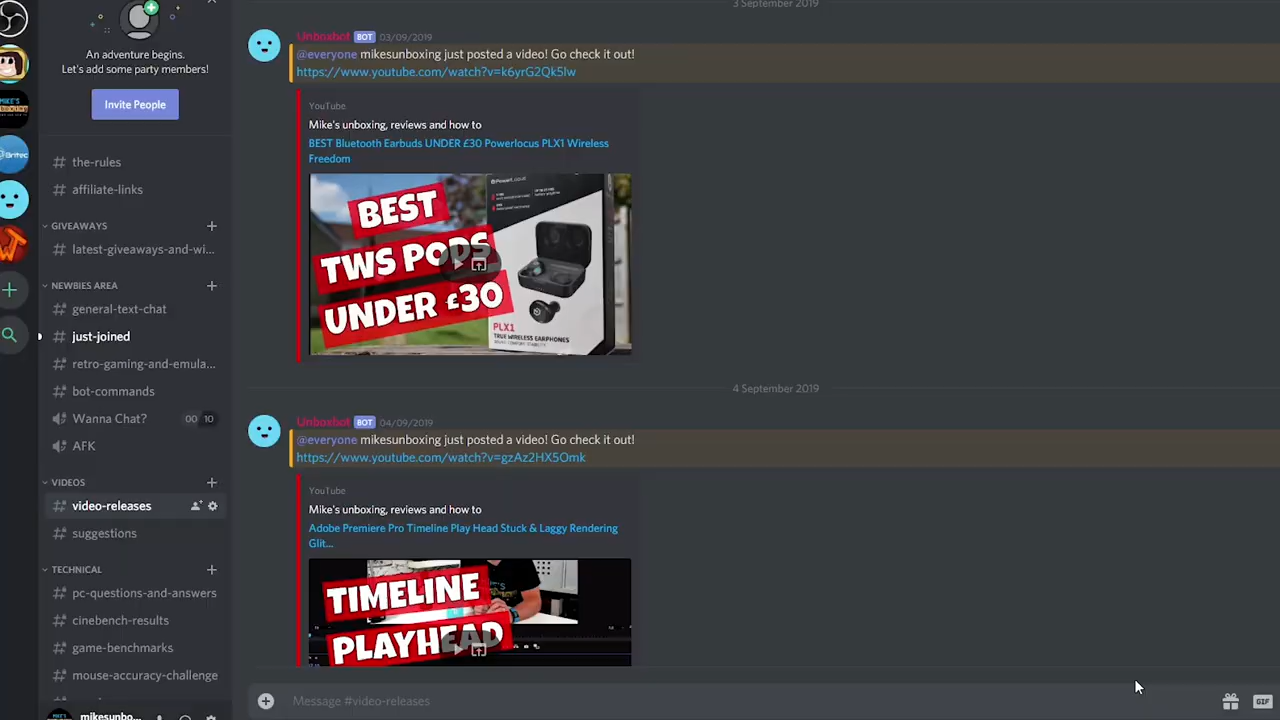 3 September 2019
An adventure begins.
Let's add some party members!
Invite People
the-rules
affiliate-links
GIVEAWAYS
latest-giveaways-and-wi...
NEWBIES AREA
general-text-chat
just-joined
retro-gaming-and-emula...
bot-commands
Wanna Chat? 00 10
AFK
VIDEOS
video-releases
suggestions
TECHNICAL
pc-questions-and-answers
cinebench-results
game-benchmarks
mouse-accuracy-challenge
mikesunbo...
Unboxbot BOT 03/09/2019
@everyone mikesunboxing just posted a video! Go check it out!
https://www.youtube.com/watch?v=k6yrG2Qk5lw
YouTube
Mike's unboxing, reviews and how to
BEST Bluetooth Earbuds UNDER £30 Powerlocus PLX1 Wireless
Freedom
BEST
TWS PODS
UNDER £30
PLX1
TRUE WIRELESS EARPHONES
4 September 2019
Unboxbot BOT 04/09/2019
@everyone mikesunboxing just posted a video! Go check it out!
https://www.youtube.com/watch?v=gzAz2HX5Omk
YouTube
Mike's unboxing, reviews and how to
Adobe Premiere Pro Timeline Play Head Stuck & Laggy Rendering
Glit...
TIMELINE
PLAYHEAD
Message #video-releases
GIF